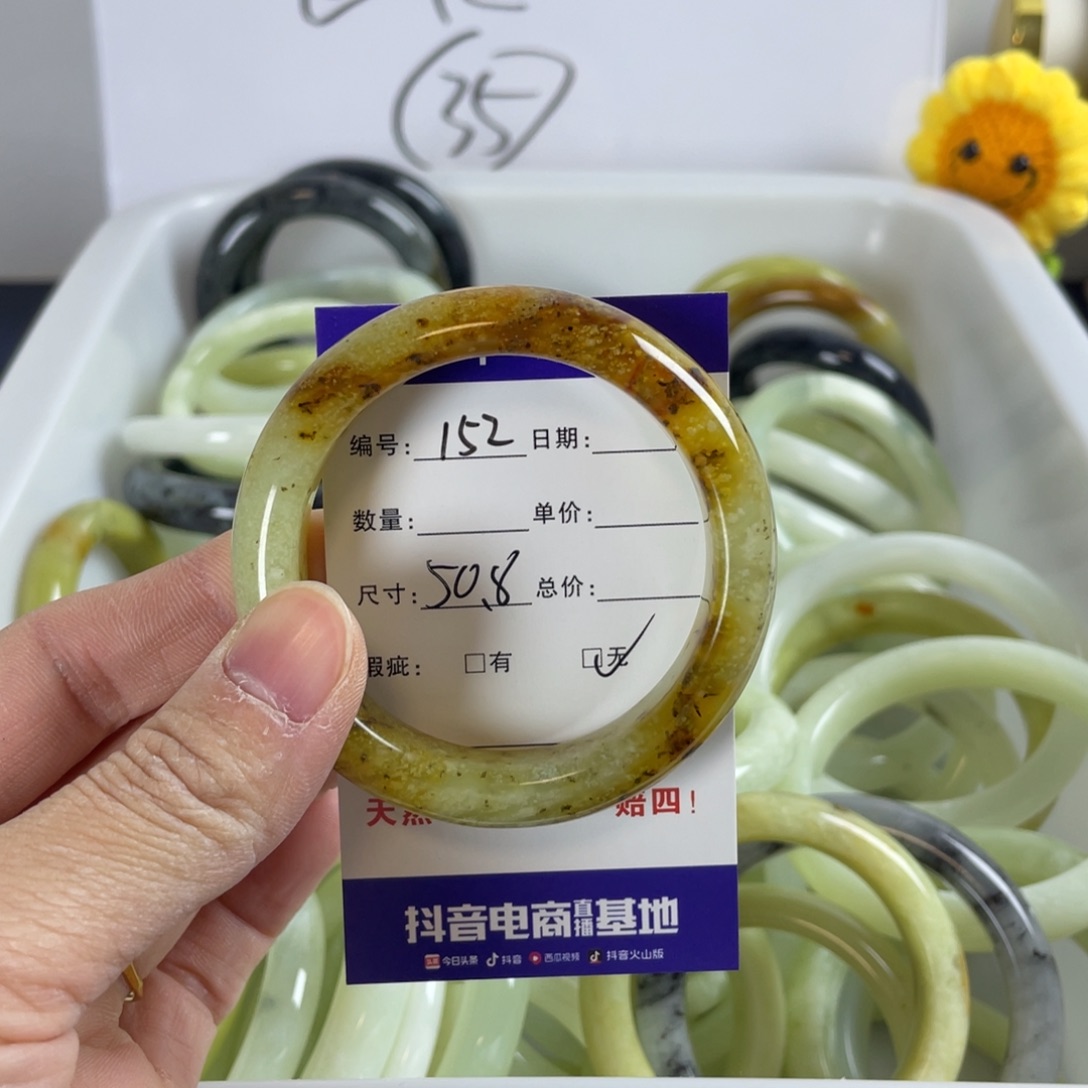 (35)
编号: 152 日期:
数量: 单价:
尺寸: 50.8 总价:
瑕疵: □有 □无
天然 赔四!
抖音电商直播基地
今日头条 抖音 西瓜视频 抖音火山版